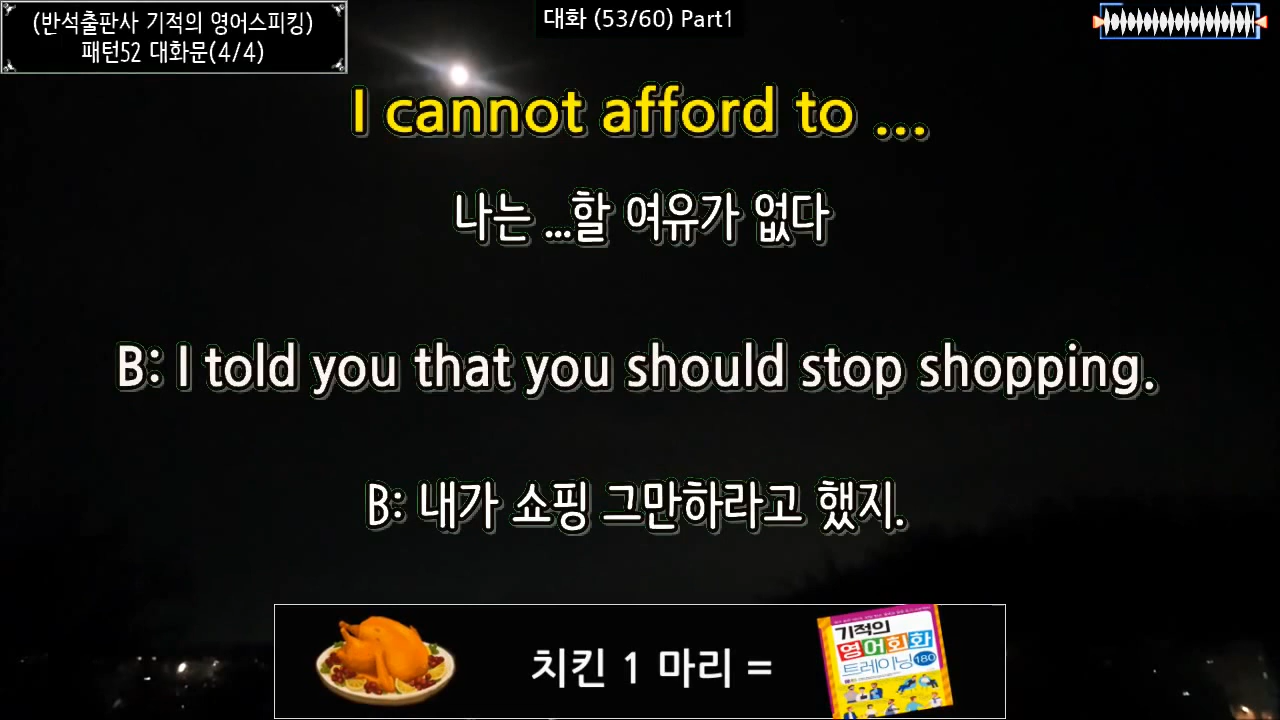 (반석출판사 기적의 영어스피킹)
패턴52 대화문(4/4)
대화 (53/60) Part1
I cannot afford to ...
나는 ...할 여유가 없다
B: I told you that you should stop shopping.
B: 내가 쇼핑 그만하라고 했지.
치킨 1 마리 =
기적의
영어회화
트레이닝 180